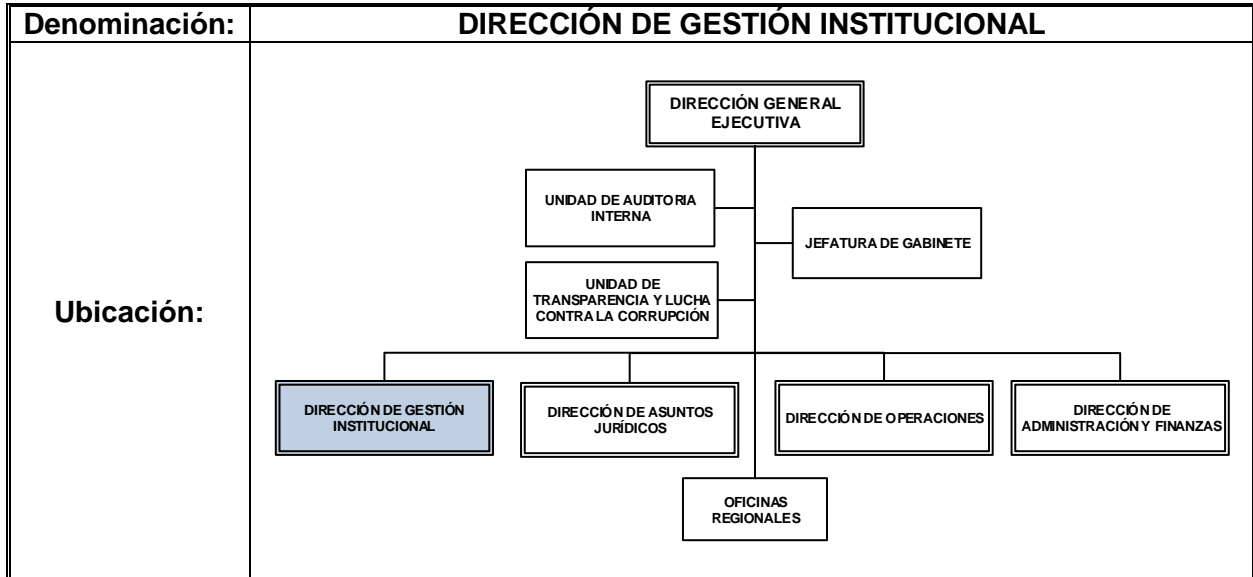 Denominación:
DIRECCIÓN DE GESTIÓN INSTITUCIONAL
Ubicación:
DIRECCIÓN GENERAL
EJECUTIVA
UNIDAD DE AUDITORIA
INTERNA
JEFATURA DE GABINETE
UNIDAD DE
TRANSPARENCIA Y LUCHA
CONTRA LA CORRUPCIÓN
DIRECCIÓN DE GESTIÓN
INSTITUCIONAL
DIRECCIÓN DE ASUNTOS
JURÍDICOS
DIRECCIÓN DE OPERACIONES
DIRECCIÓN DE
ADMINISTRACIÓN Y FINANZAS
OFICINAS
REGIONALES